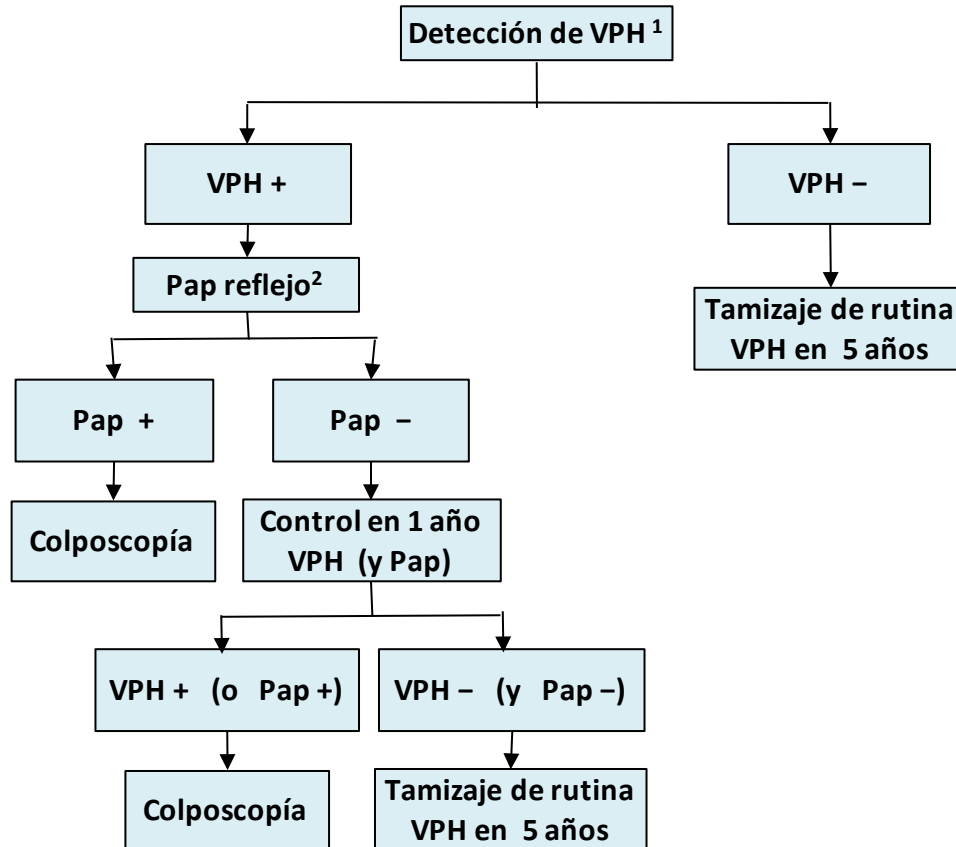 Detección de VPH ¹
VPH +
VPH −
Pap reflejo²
Tamizaje de rutina
VPH en 5 años
Pap +
Pap −
Colposcopía
Control en 1 año
VPH (y Pap)
VPH + (o Pap +)
VPH − (y Pap −)
Colposcopía
Tamizaje de rutina
VPH en 5 años